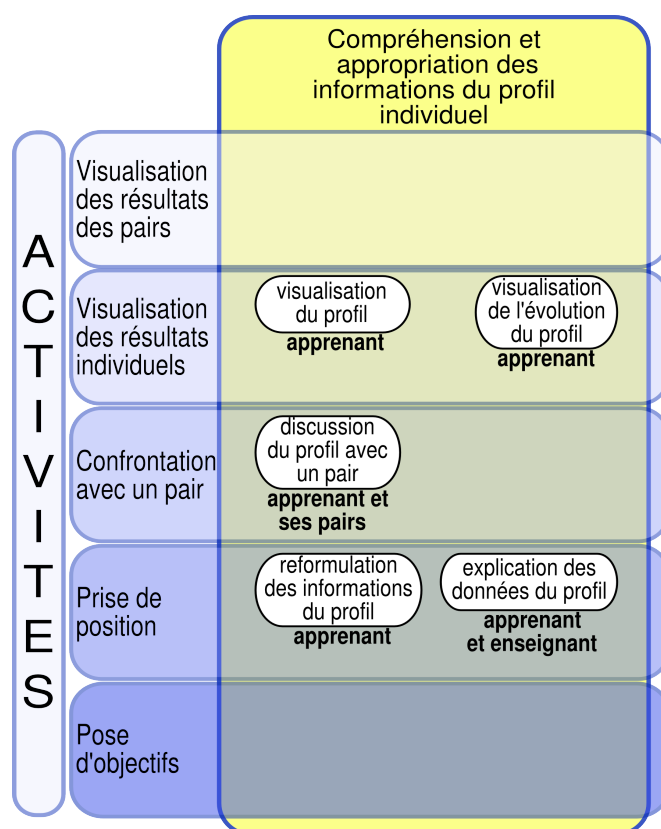 Compréhension et
appropriation des
informations du profil
individuel
ACTIVITES
Visualisation
des résultats
des pairs
Visualisation
des résultats
individuels
visualisation
du profil
apprenant
visualisation
de l'évolution
du profil
apprenant
Confrontation
avec un pair
discussion
du profil avec
un pair
apprenant et
ses pairs
Prise de
position
reformulation
des informations
du profil
apprenant
explication des
données du profil
apprenant
et enseignant
Pose
d'objectifs